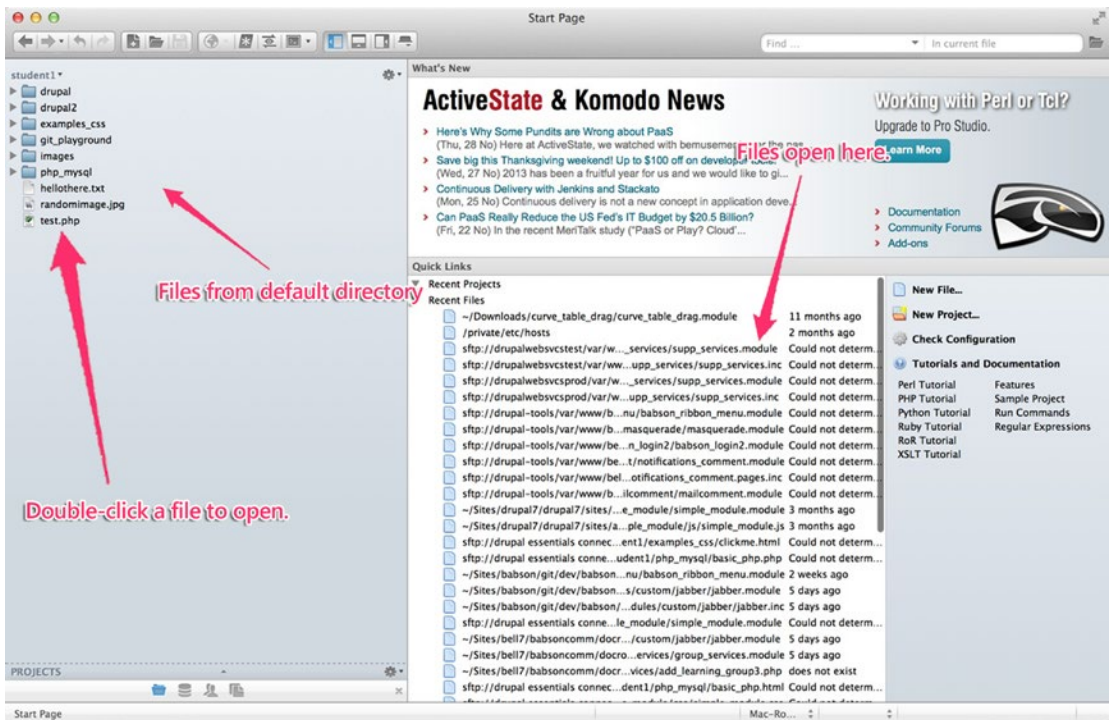 Start Page
Find ...
In current file
student1
drupal
drupal2
examples_css
git_playground
images
php_mysql
hellothere.txt
randomimage.jpg
test.php
Files from default directory
Double-click a file to open.
PROJECTS
What's New
ActiveState & Komodo News
Here's Why Some Pundits are Wrong about PaaS
(Thu, 28 No) Here at ActiveState, we watched with bemusement the pas
Save big this Thanksgiving weekend! Up to $100 off on developer tools!
(Wed, 27 No) 2013 has been a fruitful year for us and we would like to gi...
Continuous Delivery with Jenkins and Stackato
(Mon, 25 No) Continuous delivery is not a new concept in application deve...
Can PaaS Really Reduce the US Fed's IT Budget by $20.5 Billion?
(Fri, 22 No) In the recent MeriTalk study ("PaaS or Play? Cloud'...
Files open here.
Working with Perl or Tcl?
Upgrade to Pro Studio.
Learn More
Documentation
Community Forums
Add-ons
Quick Links
Recent Projects
Recent Files
~/Downloads/curve_table_drag/curve_table_drag.module 11 months ago
/private/etc/hosts 2 months ago
sftp://drupalwebsvcstest/var/w..._services/supp_services.module Could not determ...
sftp://drupalwebsvcstest/var/ww...upp_services/supp_services.inc Could not determ...
sftp://drupalwebsvcsprod/var/w..._services/supp_services.module Could not determ...
sftp://drupalwebsvcsprod/var/w...upp_services/supp_services.inc Could not determ...
sftp://drupal-tools/var/www/b...nu/babson_ribbon_menu.module Could not determ...
sftp://drupal-tools/var/www/b...masquerade/masquerade.module Could not determ...
sftp://drupal-tools/var/www/be...n_login2/babson_login2.module Could not determ...
sftp://drupal-tools/var/www/be...t/notifications_comment.module Could not determ...
sftp://drupal-tools/var/www/bel...otifications_comment.pages.inc Could not determ...
sftp://drupal-tools/var/www/b...ilcomment/mailcomment.module Could not determ...
~/Sites/drupal7/drupal7/sites/...e_module/simple_module.module 3 months ago
~/Sites/drupal7/drupal7/sites/a...ple_module/js/simple_module.js 3 months ago
sftp://drupal essentials connec...ent1/examples_css/clickme.html Could not determ...
sftp://drupal essentials conne...udent1/php_mysql/basic_php.php Could not determ...
~/Sites/babson/git/dev/babson...nu/babson_ribbon_menu.module 2 weeks ago
~/Sites/babson/git/dev/babson...s/custom/jabber/jabber.module 5 days ago
~/Sites/babson/git/dev/babson/...dules/custom/jabber/jabber.inc 5 days ago
sftp://drupal essentials conne...le_module/simple_module.module Could not determ...
~/Sites/bell7/babsoncomm/docr.../custom/jabber/jabber.module 5 days ago
~/Sites/bell7/babsoncomm/docro...ervices/group_services.module 5 days ago
~/Sites/bell7/babsoncomm/docr...vices/add_learning_group3.php does not exist
sftp://drupal essentials connec...dent1/php_mysql/basic_php.html Could not determ...
New File...
New Project...
Check Configuration
Tutorials and Documentation
Perl Tutorial Features
PHP Tutorial Sample Project
Python Tutorial Run Commands
Ruby Tutorial Regular Expressions
RoR Tutorial
XSLT Tutorial
Start Page
Mac-Ro...